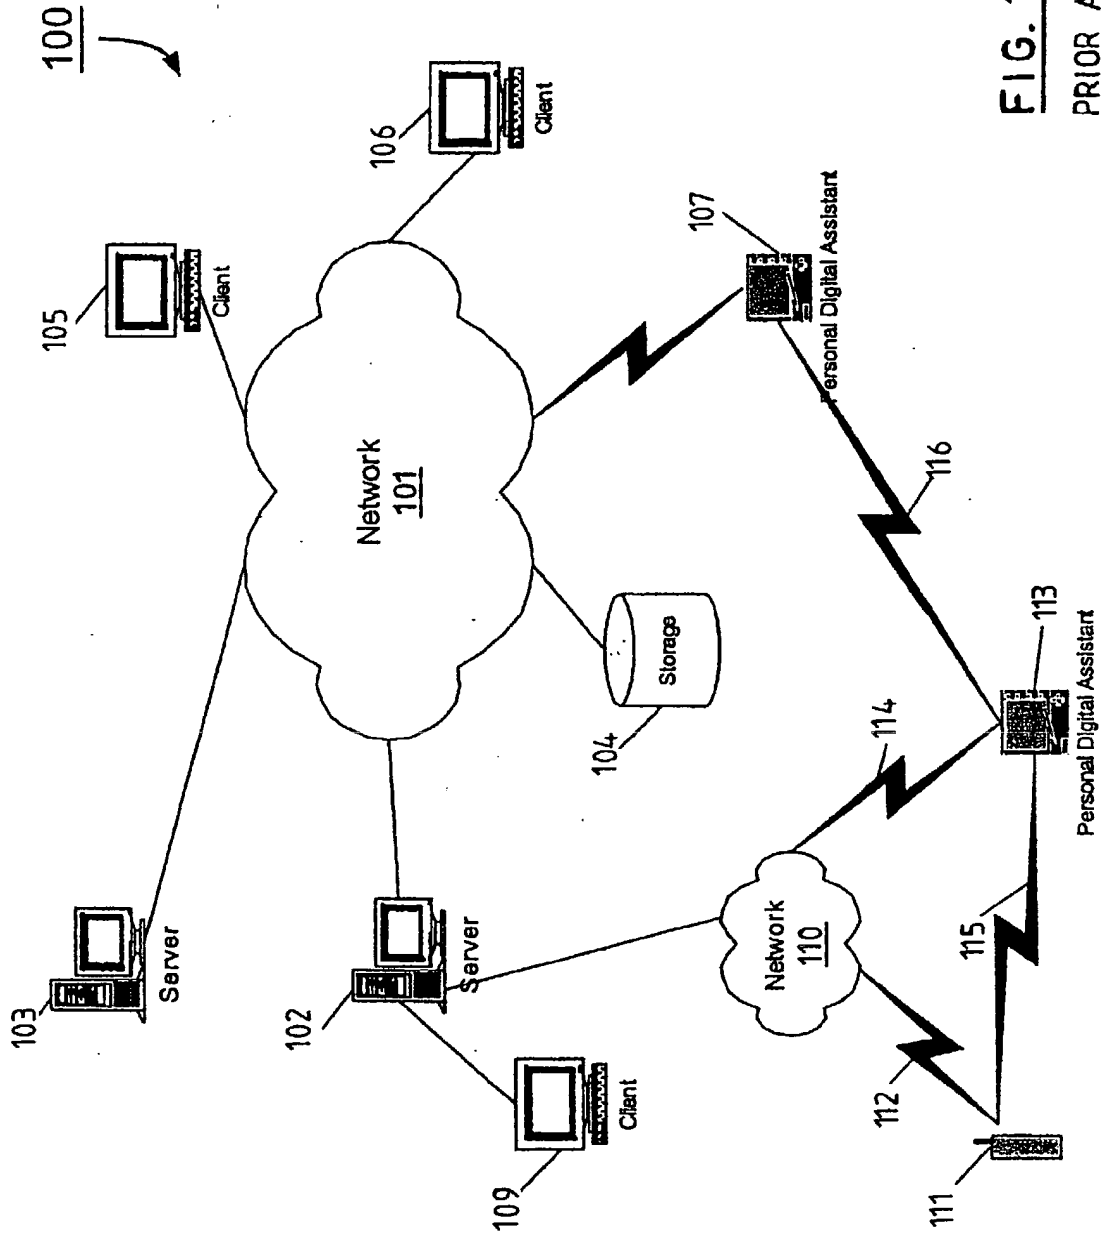 100
103
105
Server
Client
102
106
Network
101
Server
109
Client
104
Client
Storage
107
Network
110
Personal Digital Assistant
112
114
111
115
116
113
Personal Digital Assistant
FIG.
PRIOR A